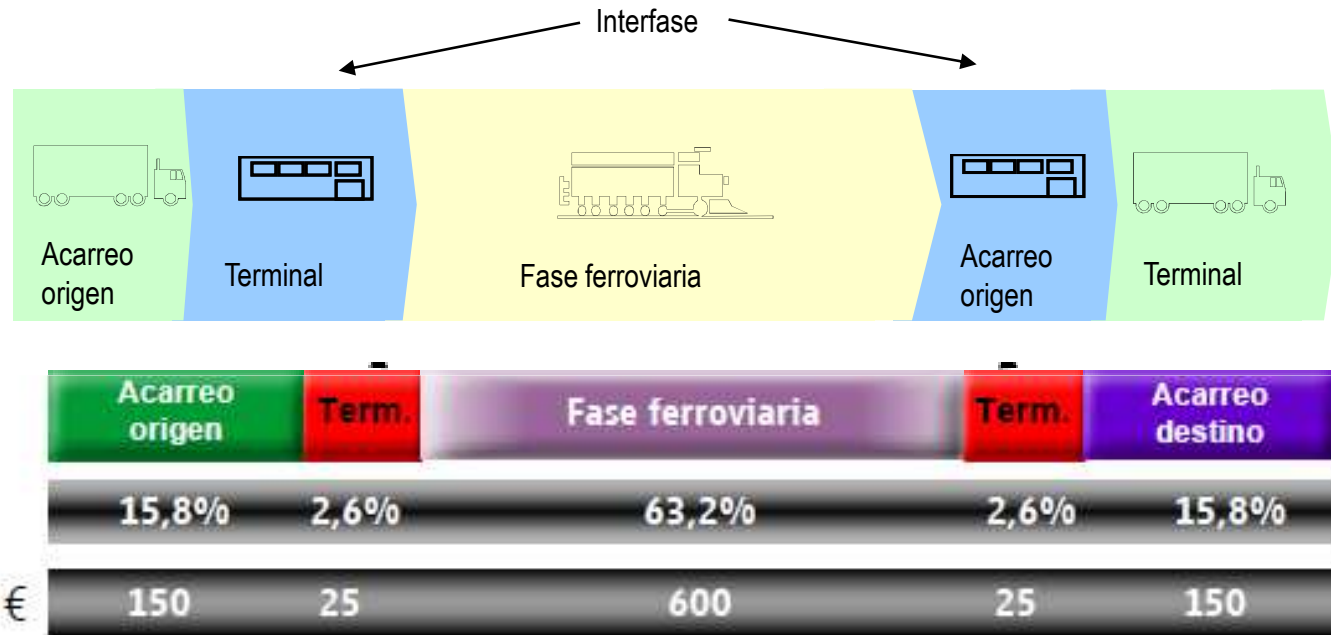 Interfase
Acarreo
origen
Terminal
Fase ferroviaria
Acarreo
origen
Terminal
Acarreo
origen
Term.
Fase ferroviaria
Term.
Acarreo
destino
15,8% 2,6% 63,2% 2,6% 15,8%
€ 150 25 600 25 150